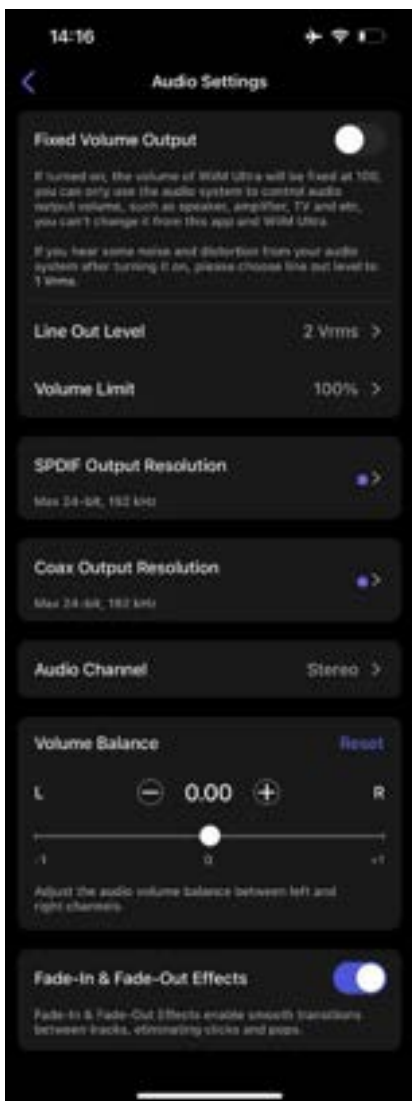 14:16
Audio Settings
Fixed Volume Output
If turned on, the volume of WiiM Ultra will be fixed at 100,
you can only use the audio system to control audio
output volume, such as speaker, amplifier, TV and etc,
you can't change it from this app and WiiM Ultra.
If you hear some noise and distortion from your audio
system after turning it on, please choose line out level to
1 Vrms.
Line Out Level 2 Vrms >
Volume Limit 100% >
SPDIF Output Resolution
Max 24-bit, 192 kHz
Coax Output Resolution
Max 24-bit, 192 kHz
Audio Channel Stereo >
Volume Balance Reset
L 0.00 R
-1 0 +1
Adjust the audio volume balance between left and
right channels.
Fade-In & Fade-Out Effects
Fade-In & Fade-Out Effects enable smooth transitions
between tracks, eliminating clicks and pops.